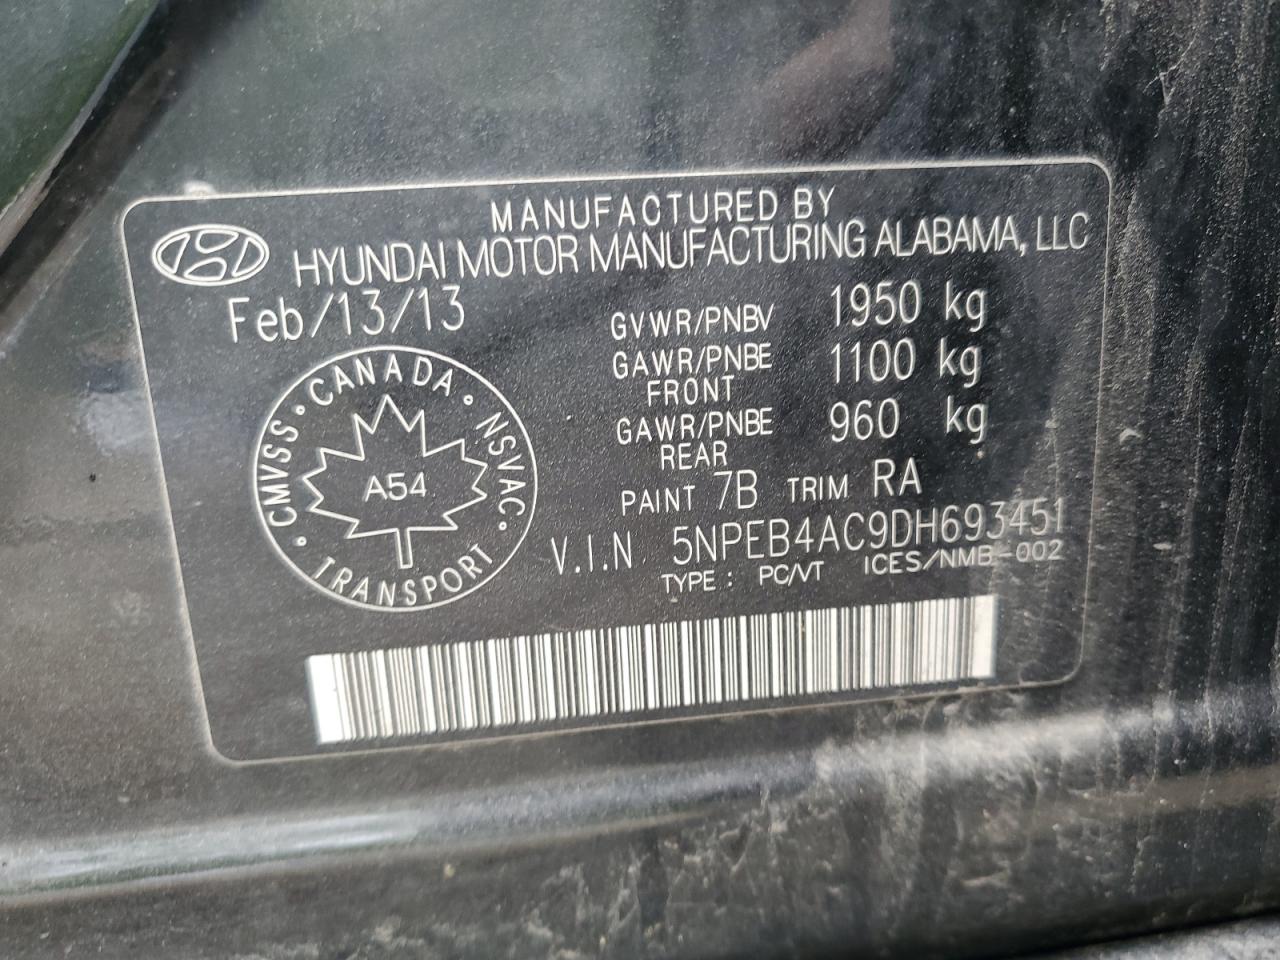 MANUFACTURED BY
HYUNDAI MOTOR MANUFACTURING ALABAMA, LLC
Feb/13/13
GVWR/PNBV 1950 kg
GAWR/PNBE FRONT 1100 kg
GAWR/PNBE REAR 960 kg
PAINT 7B TRIM RA
V.I.N 5NPEB4AC9DH693451
TYPE : PC/VT ICES/NMB-002
CMVSS · CANADA · NSVAC · TRANSPORT ·
A54